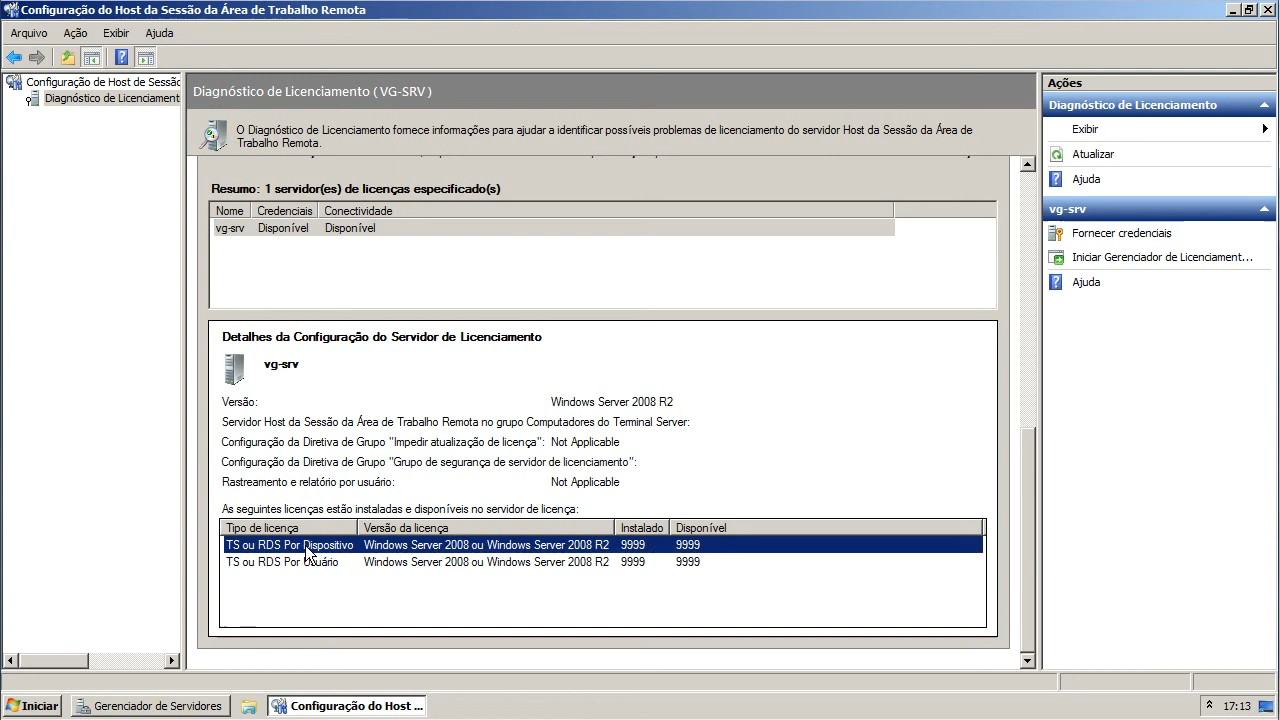 Configuração do Host da Sessão da Área de Trabalho Remota
Arquivo Ação Exibir Ajuda
Configuração de Host de Sessão
Diagnóstico de Licenciament
Diagnóstico de Licenciamento ( VG-SRV )
O Diagnóstico de Licenciamento fornece informações para ajudar a identificar possíveis problemas de licenciamento do servidor Host da Sessão da Área de
Trabalho Remota.
Resumo: 1 servidor(es) de licenças especificado(s)
Nome Credenciais Conectividade
vg-srv Disponível Disponível
Detalhes da Configuração do Servidor de Licenciamento
vg-srv
Versão: Windows Server 2008 R2
Servidor Host da Sessão da Área de Trabalho Remota no grupo Computadores do Terminal Server:
Configuração da Diretiva de Grupo "Impedir atualização de licença": Not Applicable
Configuração da Diretiva de Grupo "Grupo de segurança de servidor de licenciamento":
Rastreamento e relatório por usuário: Not Applicable
As seguintes licenças estão instaladas e disponíveis no servidor de licença:
Tipo de licença Versão da licença Instalado Disponível
TS ou RDS Por Dispositivo Windows Server 2008 ou Windows Server 2008 R2 9999 9999
TS ou RDS Por Usuário Windows Server 2008 ou Windows Server 2008 R2 9999 9999
Ações
Diagnóstico de Licenciamento
Exibir
Atualizar
Ajuda
vg-srv
Fornecer credenciais
Iniciar Gerenciador de Licenciament...
Ajuda
Iniciar Gerenciador de Servidores Configuração do Host ... 17:13